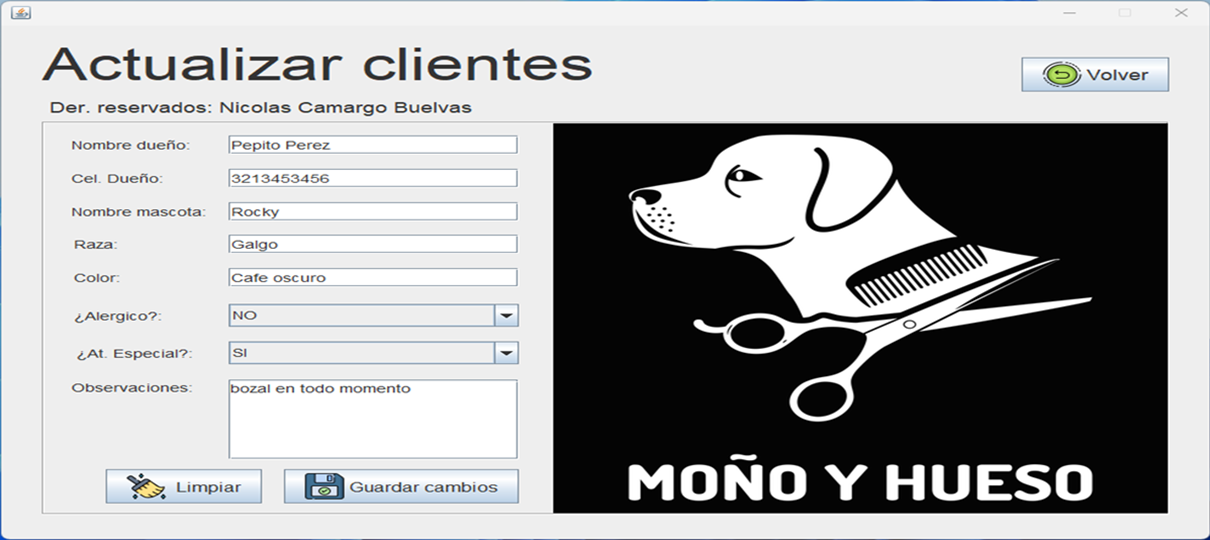 Actualizar clientes
Volver
Der. reservados: Nicolas Camargo Buelvas
Nombre dueño: Pepito Perez
Cel. Dueño: 3213453456
Nombre mascota: Rocky
Raza: Galgo
Color: Cafe oscuro
¿Alergico?: NO
¿At. Especial?: SI
Observaciones: bozal en todo momento
Limpiar Guardar cambios
MOÑO Y HUESO